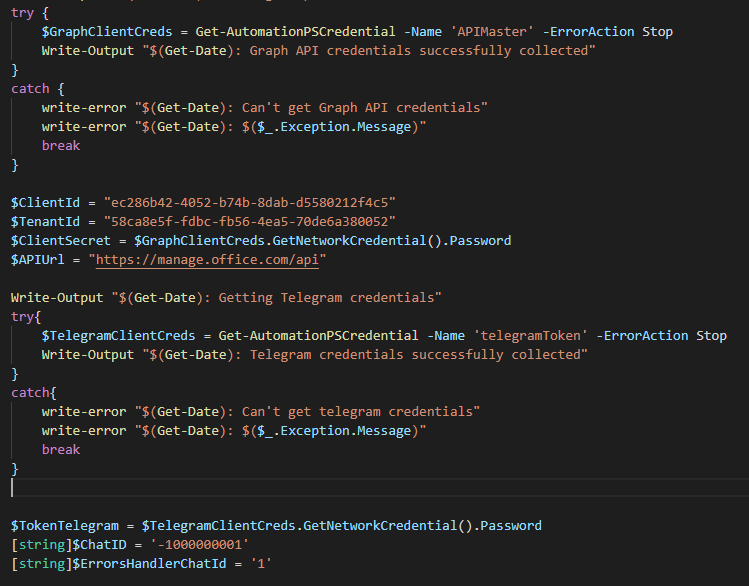 try {
    $GraphClientCreds = Get-AutomationPSCredential -Name 'APIMaster' -ErrorAction Stop
    Write-Output "$(Get-Date): Graph API credentials successfully collected"
}
catch {
    write-error "$(Get-Date): Can't get Graph API credentials"
    write-error "$(Get-Date): $($_.Exception.Message)"
    break
}
$ClientId = "ec286b42-4052-b74b-8dab-d5580212f4c5"
$TenantId = "58ca8e5f-fdbc-fb56-4ea5-70de6a380052"
$ClientSecret = $GraphClientCreds.GetNetworkCredential().Password
$APIUrl = "https://manage.office.com/api"
Write-Output "$(Get-Date): Getting Telegram credentials"
try{
    $TelegramClientCreds = Get-AutomationPSCredential -Name 'telegramToken' -ErrorAction Stop
    Write-Output "$(Get-Date): Telegram credentials successfully collected"
}
catch{
    write-error "$(Get-Date): Can't get telegram credentials"
    write-error "$(Get-Date): $($_.Exception.Message)"
    break
}
$TokenTelegram = $TelegramClientCreds.GetNetworkCredential().Password
[string]$ChatID = '-1000000001'
[string]$ErrorsHandlerChatId = '1'